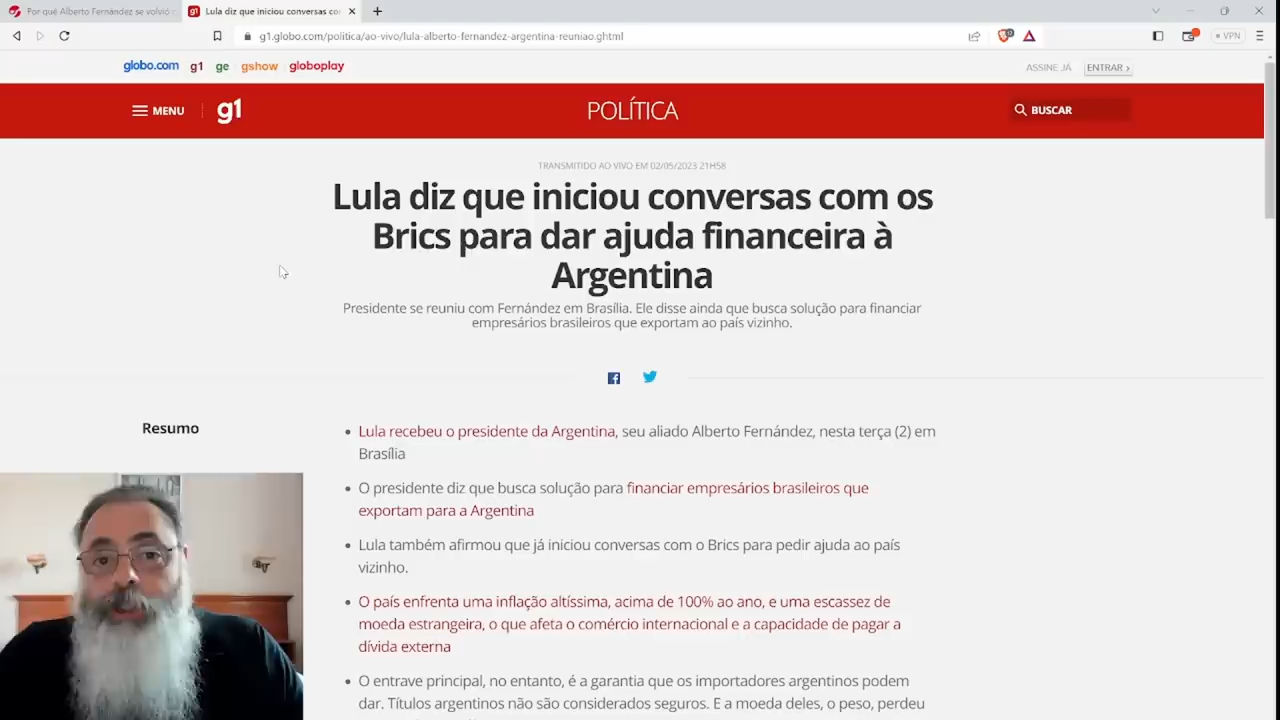 Por qué Alberto Fernández se volvió
Lula diz que iniciou conversas co
g1.globo.com/politica/ao-vivo/lula-alberto-fernandez-argentina-reuniao.ghtml
VPN
globo.com g1 ge gshow globoplay
ASSINE JÁ ENTRAR ›
MENU g1 POLÍTICA BUSCAR
TRANSMITIDO AO VIVO EM 02/05/2023 21H58
Lula diz que iniciou conversas com os
Brics para dar ajuda financeira à
Argentina
Presidente se reuniu com Fernández em Brasília. Ele disse ainda que busca solução para financiar
empresários brasileiros que exportam ao país vizinho.
Resumo
• Lula recebeu o presidente da Argentina, seu aliado Alberto Fernández, nesta terça (2) em
Brasília
• O presidente diz que busca solução para financiar empresários brasileiros que
exportam para a Argentina
• Lula também afirmou que já iniciou conversas com o Brics para pedir ajuda ao país
vizinho.
• O país enfrenta uma inflação altíssima, acima de 100% ao ano, e uma escassez de
moeda estrangeira, o que afeta o comércio internacional e a capacidade de pagar a
dívida externa
• O entrave principal, no entanto, é a garantia que os importadores argentinos podem
dar. Títulos argentinos não são considerados seguros. E a moeda deles, o peso, perdeu